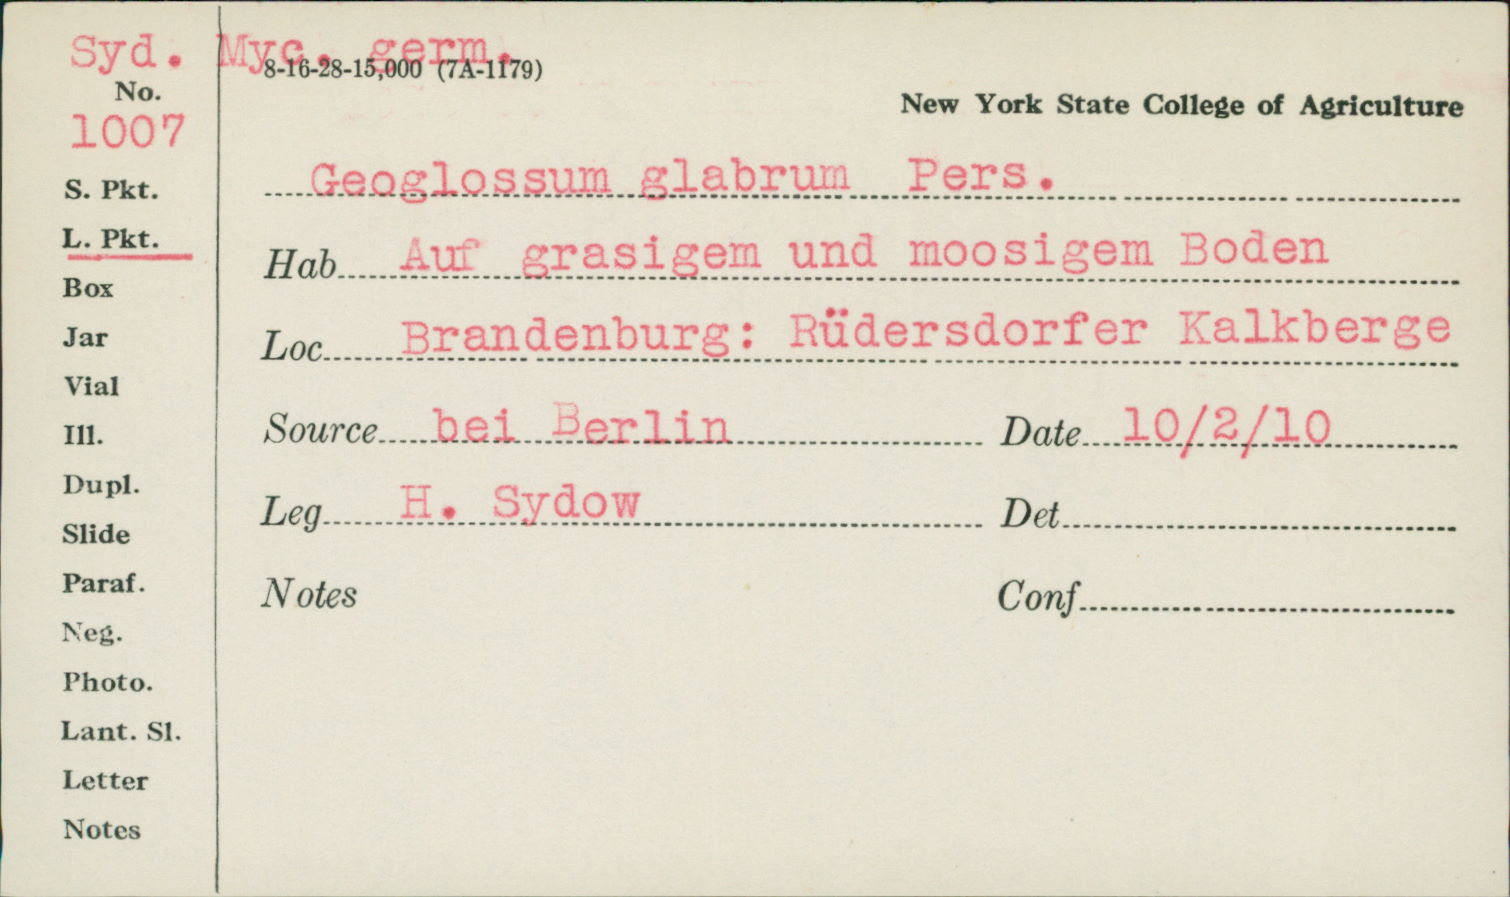 Syd. Myc. germ.
8-16-28-15,000 (7A-1179)
No.
1007
New York State College of Agriculture
S. Pkt.
Geoglossum glabrum Pers.
L. Pkt.
Hab. Auf grasigem und moosigem Boden
Box
Jar
Loc. Brandenburg: Rüdersdorfer Kalkberge
Vial
Ill.
Source bei Berlin Date 10/2/10
Dupl.
Leg. H. Sydow Det.
Slide
Paraf.
Notes Conf.
Neg.
Photo.
Lant. Sl.
Letter
Notes